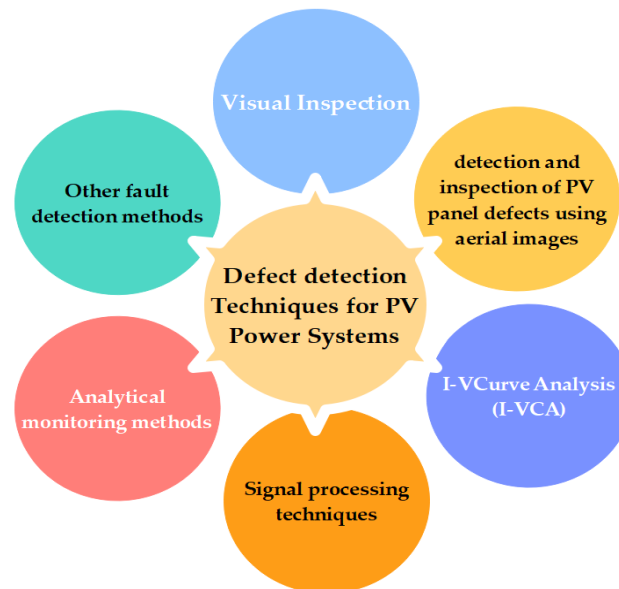 Visual Inspection
detection and
inspection of PV
panel defects using
aerial images
Other fault
detection methods
Defect detection
Techniques for PV
Power Systems
I-VCurve Analysis
(I-VCA)
Analytical
monitoring methods
Signal processing
techniques